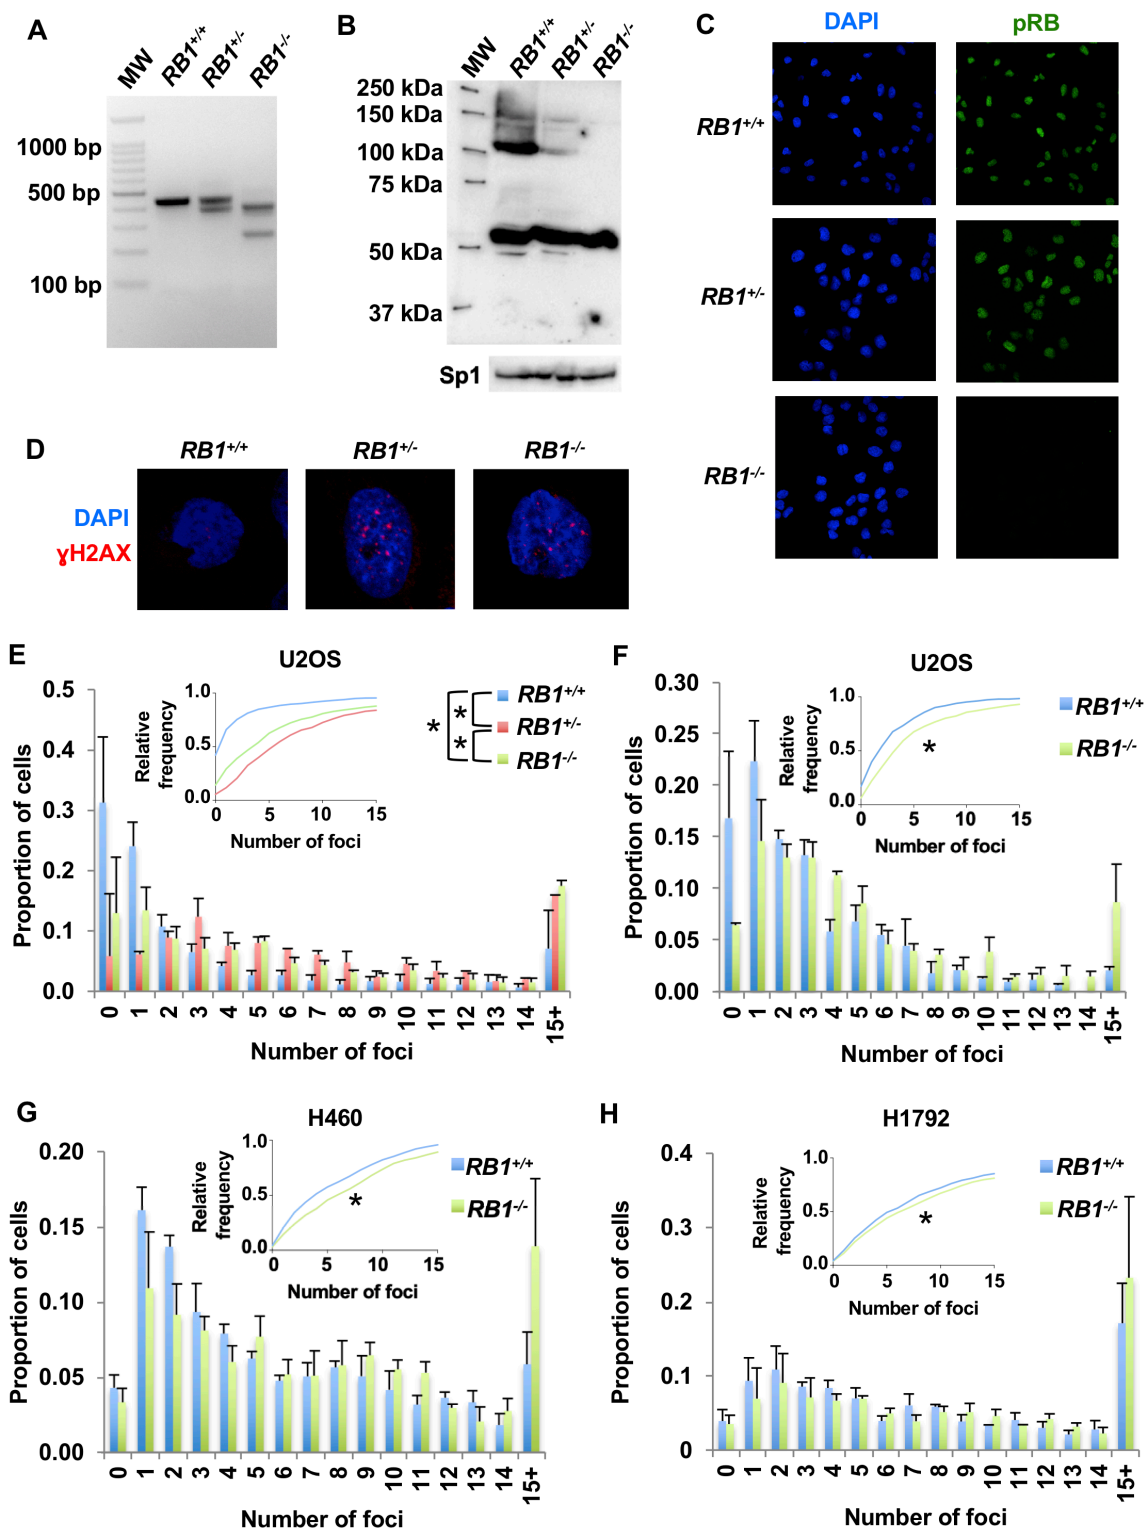 A
MW RB1+/+ RB1+/- RB1-/-
1000 bp
500 bp
100 bp
B
MW RB1+/+ RB1+/- RB1-/-
250 kDa
150 kDa
100 kDa
75 kDa
50 kDa
37 kDa
Sp1
C
DAPI pRB
RB1+/+
RB1+/-
RB1-/-
D
RB1+/+ RB1+/- RB1-/-
DAPI
ɣH2AX
E
U2OS
Proportion of cells
0.5
0.4
0.3
0.2
0.1
0.0
0 1 2 3 4 5 6 7 8 9 10 11 12 13 14 15+
Number of foci
Relative
frequency
1.0
0.5
0.0
0 5 10 15
Number of foci
* * *
RB1+/+
RB1+/-
RB1-/-
F
U2OS
Proportion of cells
0.30
0.25
0.20
0.15
0.10
0.05
0.00
0 1 2 3 4 5 6 7 8 9 10 11 12 13 14 15+
Number of foci
Relative
frequency
1.0
0.5
0.0
0 5 10 15
Number of foci
*
RB1+/+
RB1-/-
G
H460
Proportion of cells
0.20
0.15
0.10
0.05
0.00
0 1 2 3 4 5 6 7 8 9 10 11 12 13 14 15+
Number of foci
Relative
frequency
1.0
0.5
0.0
0 5 10 15
Number of foci
*
RB1+/+
RB1-/-
H
H1792
Proportion of cells
0.4
0.3
0.2
0.1
0
0 1 2 3 4 5 6 7 8 9 10 11 12 13 14 15+
Number of foci
Relative
frequency
1.0
0.5
0.0
0 5 10 15
Number of foci
*
RB1+/+
RB1-/-